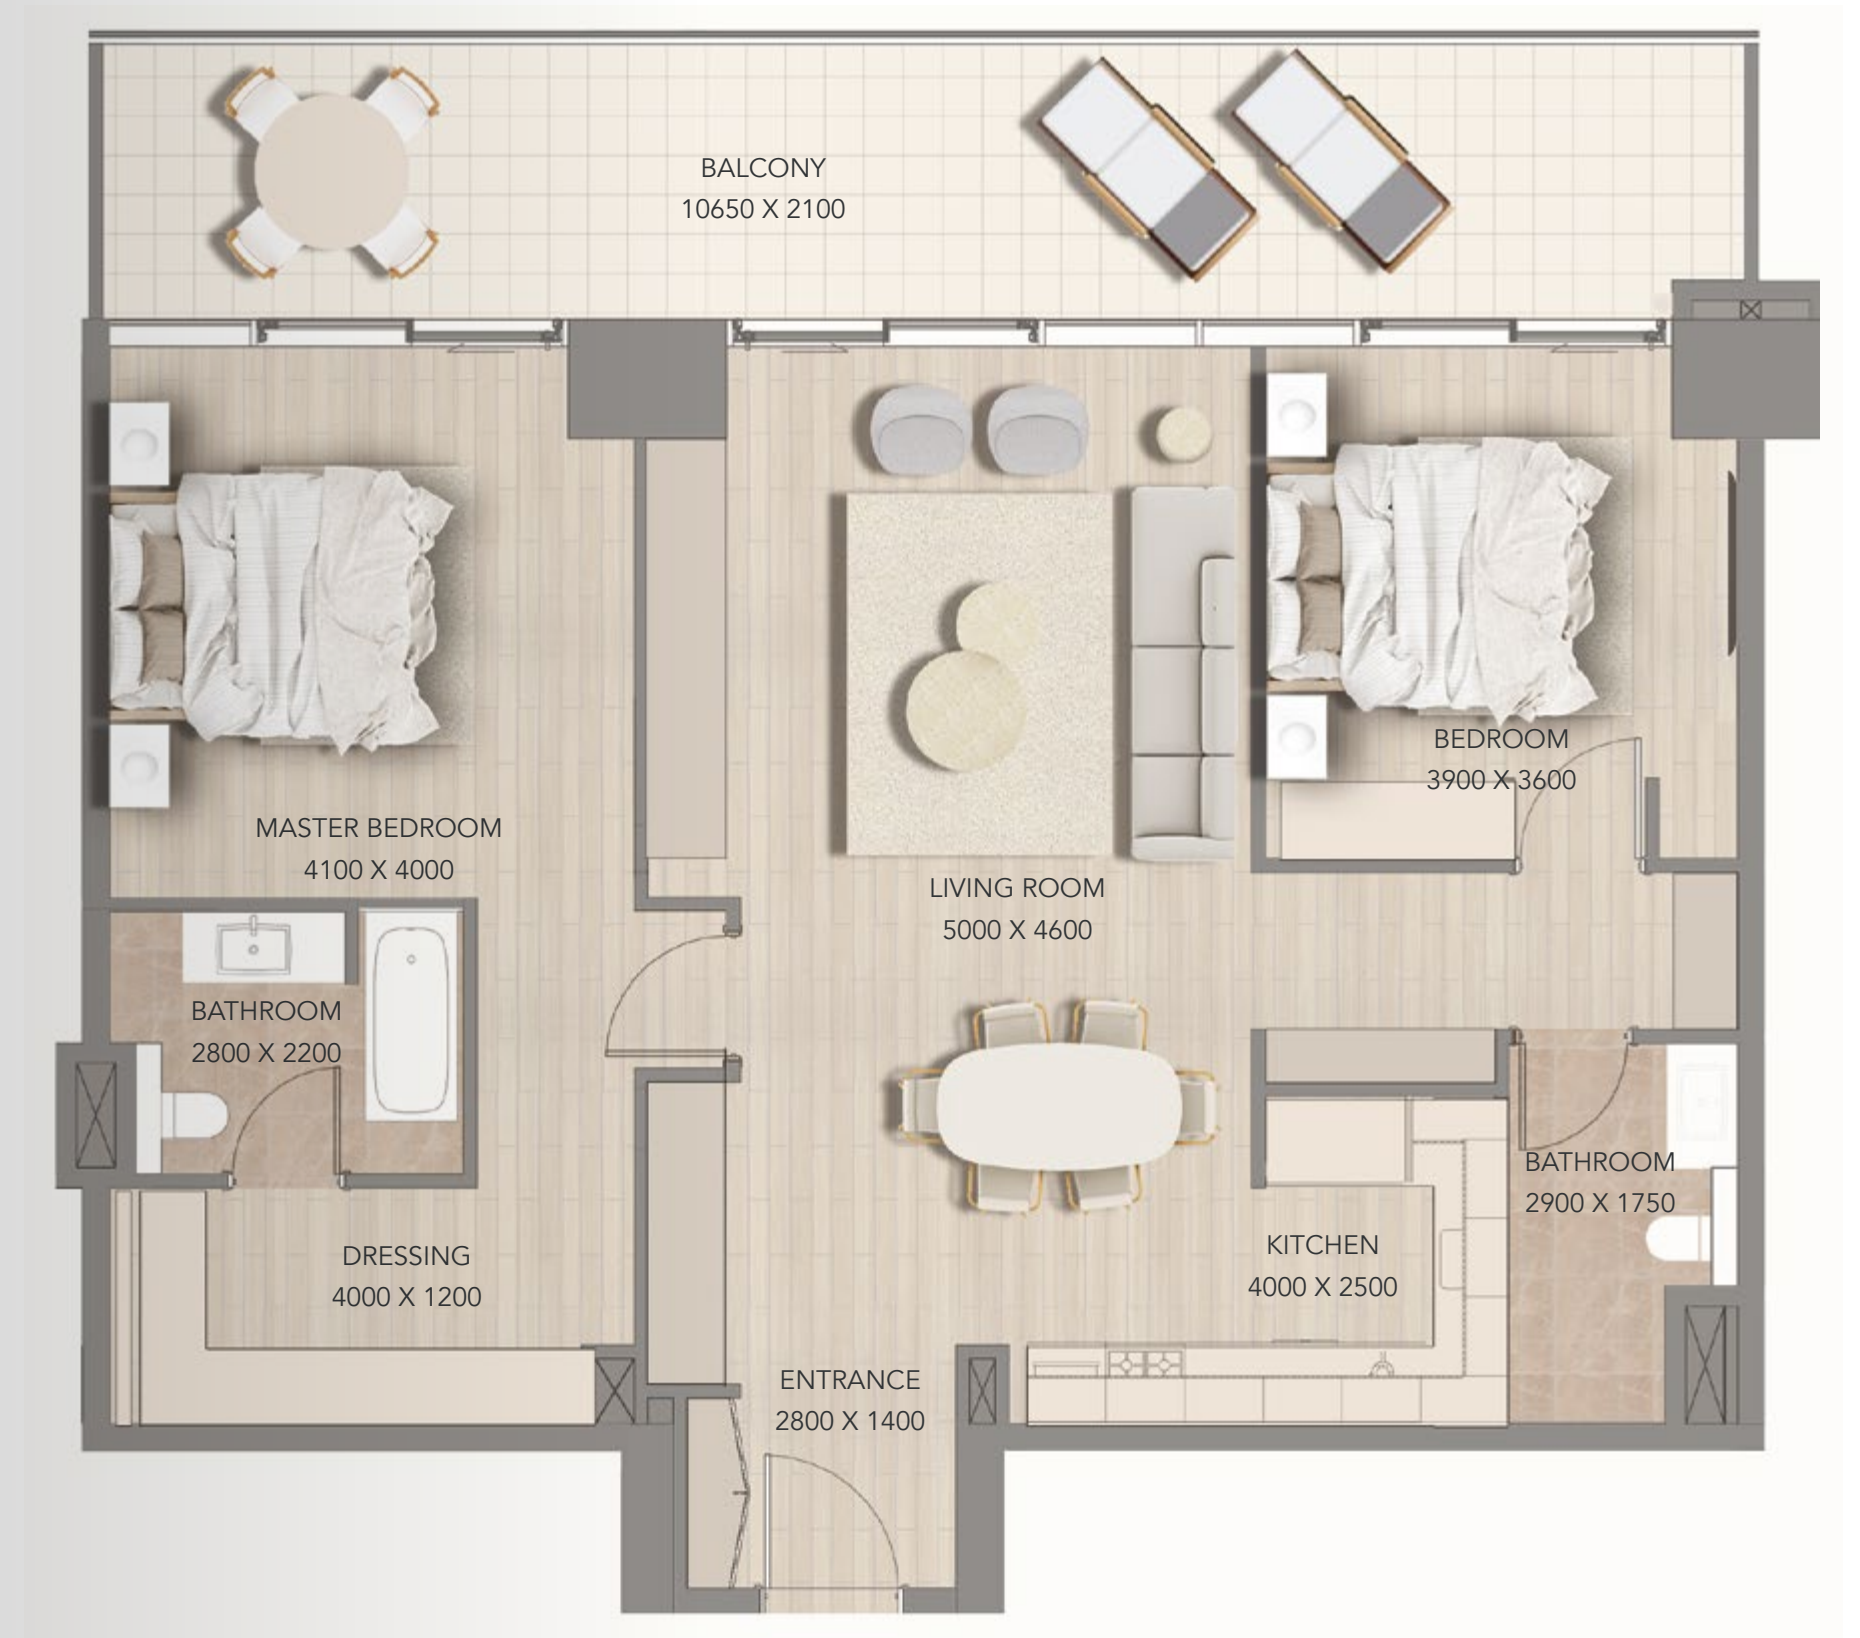 BALCONY
10650 X 2100
BEDROOM
3900 X 3600
MASTER BEDROOM
4100 X 4000
LIVING ROOM
5000 X 4600
BATHROOM
2800 X 2200
BATHROOM
2900 X 1750
KITCHEN
4000 X 2500
DRESSING
4000 X 1200
ENTRANCE
2800 X 1400